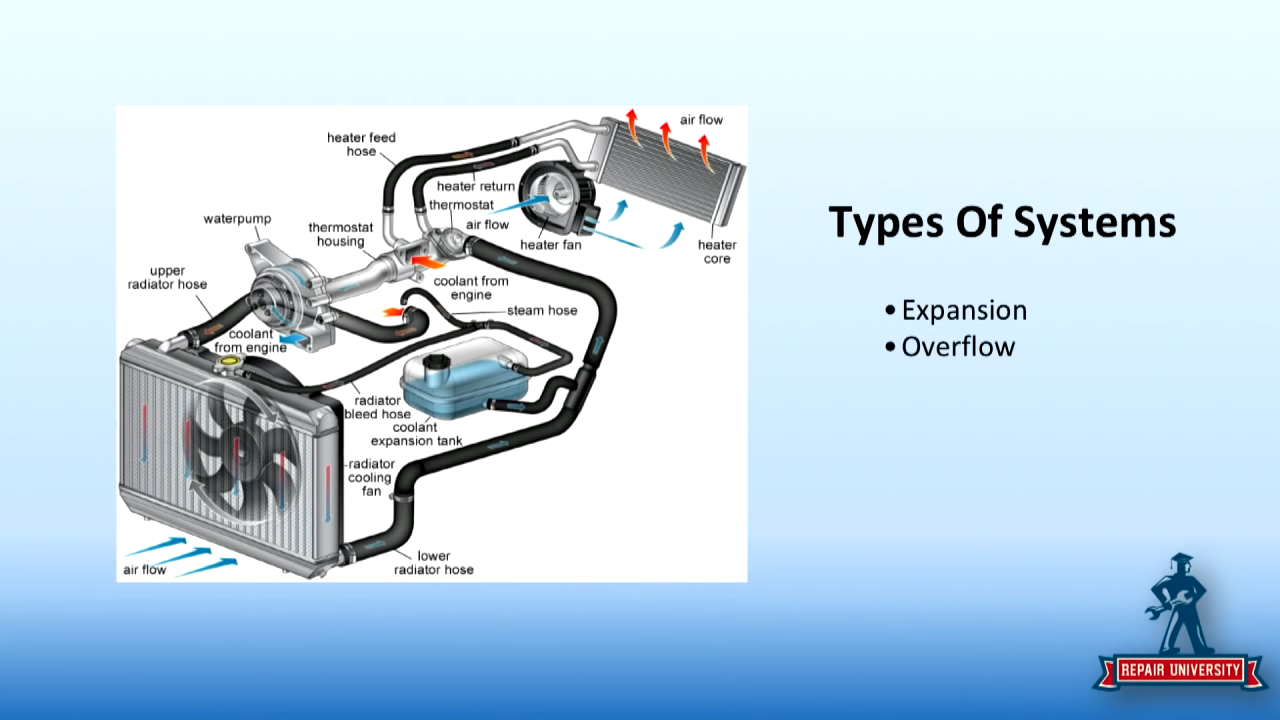 air flow
heater feed
hose
heater return
thermostat
air flow
waterpump
thermostat
housing
heater fan
heater
core
upper
radiator hose
coolant from
engine
steam hose
coolant
from engine
radiator
bleed hose
coolant
expansion tank
radiator
cooling
fan
lower
radiator hose
air flow
Types Of Systems
• Expansion
• Overflow
REPAIR UNIVERSITY